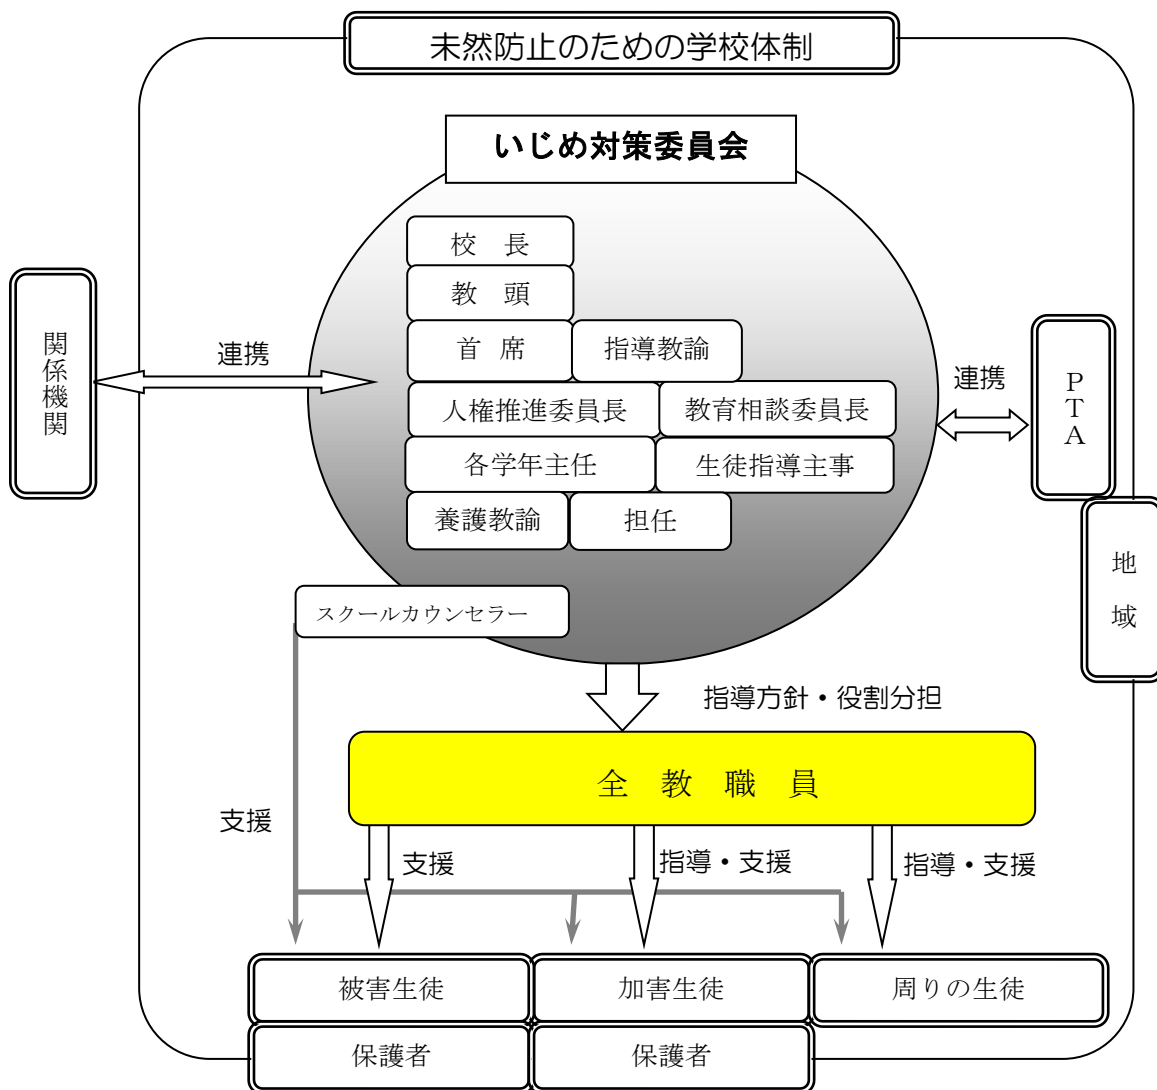 未然防止のための学校体制
いじめ対策委員会
校 長
教 頭
首 席
指導教諭
人権推進委員長
教育相談委員長
各学年主任
生徒指導主事
養護教諭
担任
スクールカウンセラー
関係機関
連携
連携
PTA
地域
指導方針・役割分担
全 教 職 員
支援
支援
指導・支援
指導・支援
被害生徒
加害生徒
周りの生徒
保護者
保護者